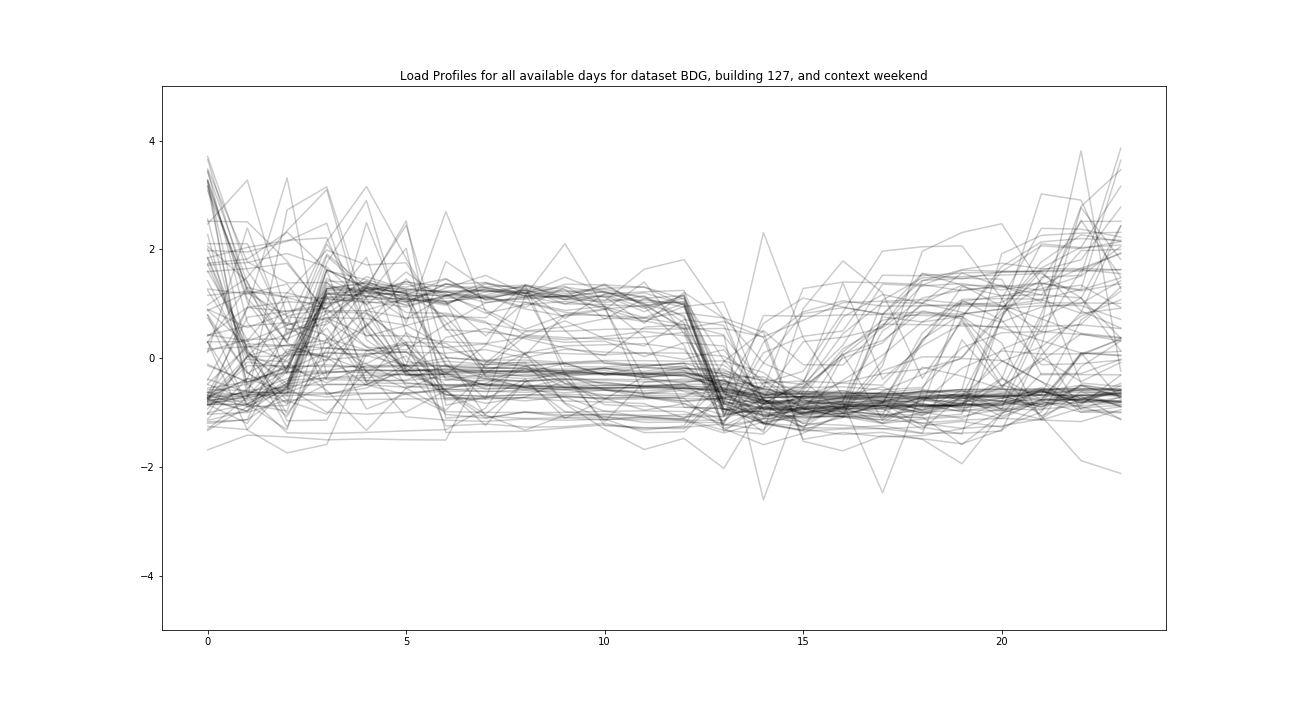 Load Profiles for all available days for dataset BDG, building 127, and context weekend
4
2
0
−2
−4
0 5 10 15 20